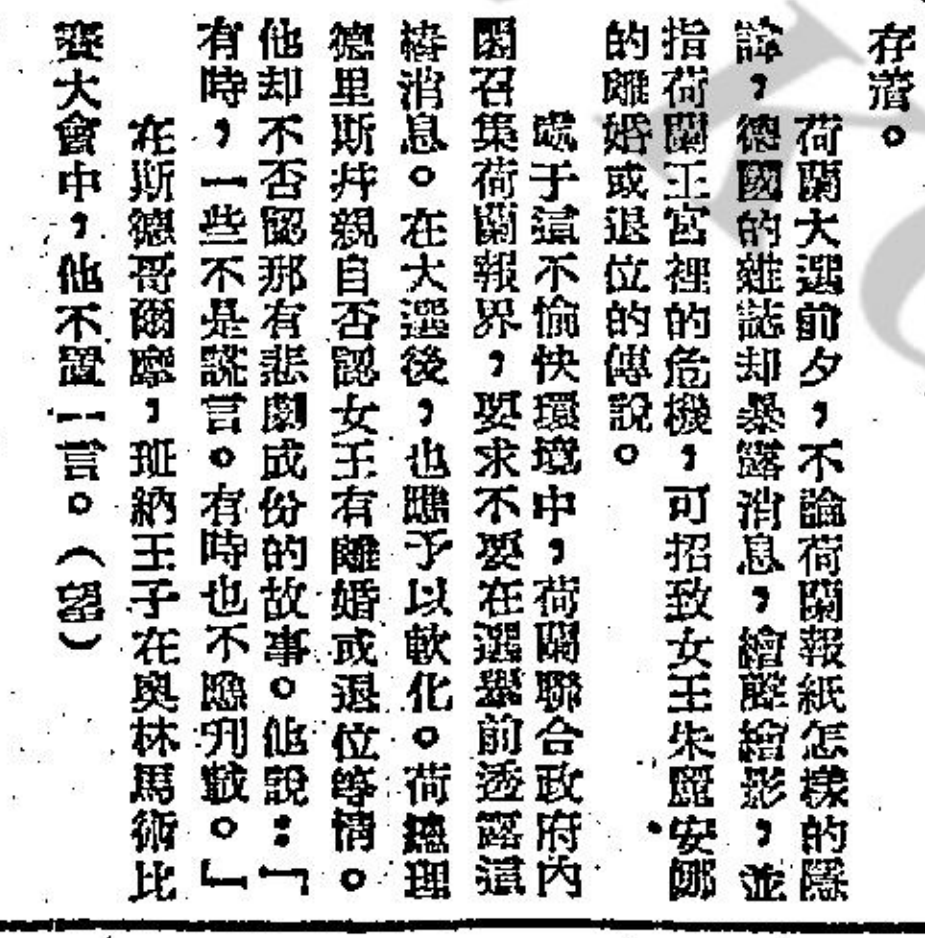 存濟。
荷蘭大選前夕，不論荷蘭報紙怎樣的隱
諱，德國的雜誌却暴露消息，繪聲繪影，並
指荷蘭王宮裡的危機，可招致女王朱麗安娜
的離婚或退位的傳說。
處于這不愉快環境中，荷蘭聯合政府內
閣召集荷蘭報界，要求不要在選舉前透露這
樁消息。在大選後，也應予以軟化。荷總理
德里斯并親自否認女王有離婚或退位等情。
他却不否認那有悲劇成份的故事。他說：「
有時，一些不是謊言。有時也不應刋載。」
在斯德哥爾摩，班納王子在奧林馬術比
賽大會中，他不置一言。（望）